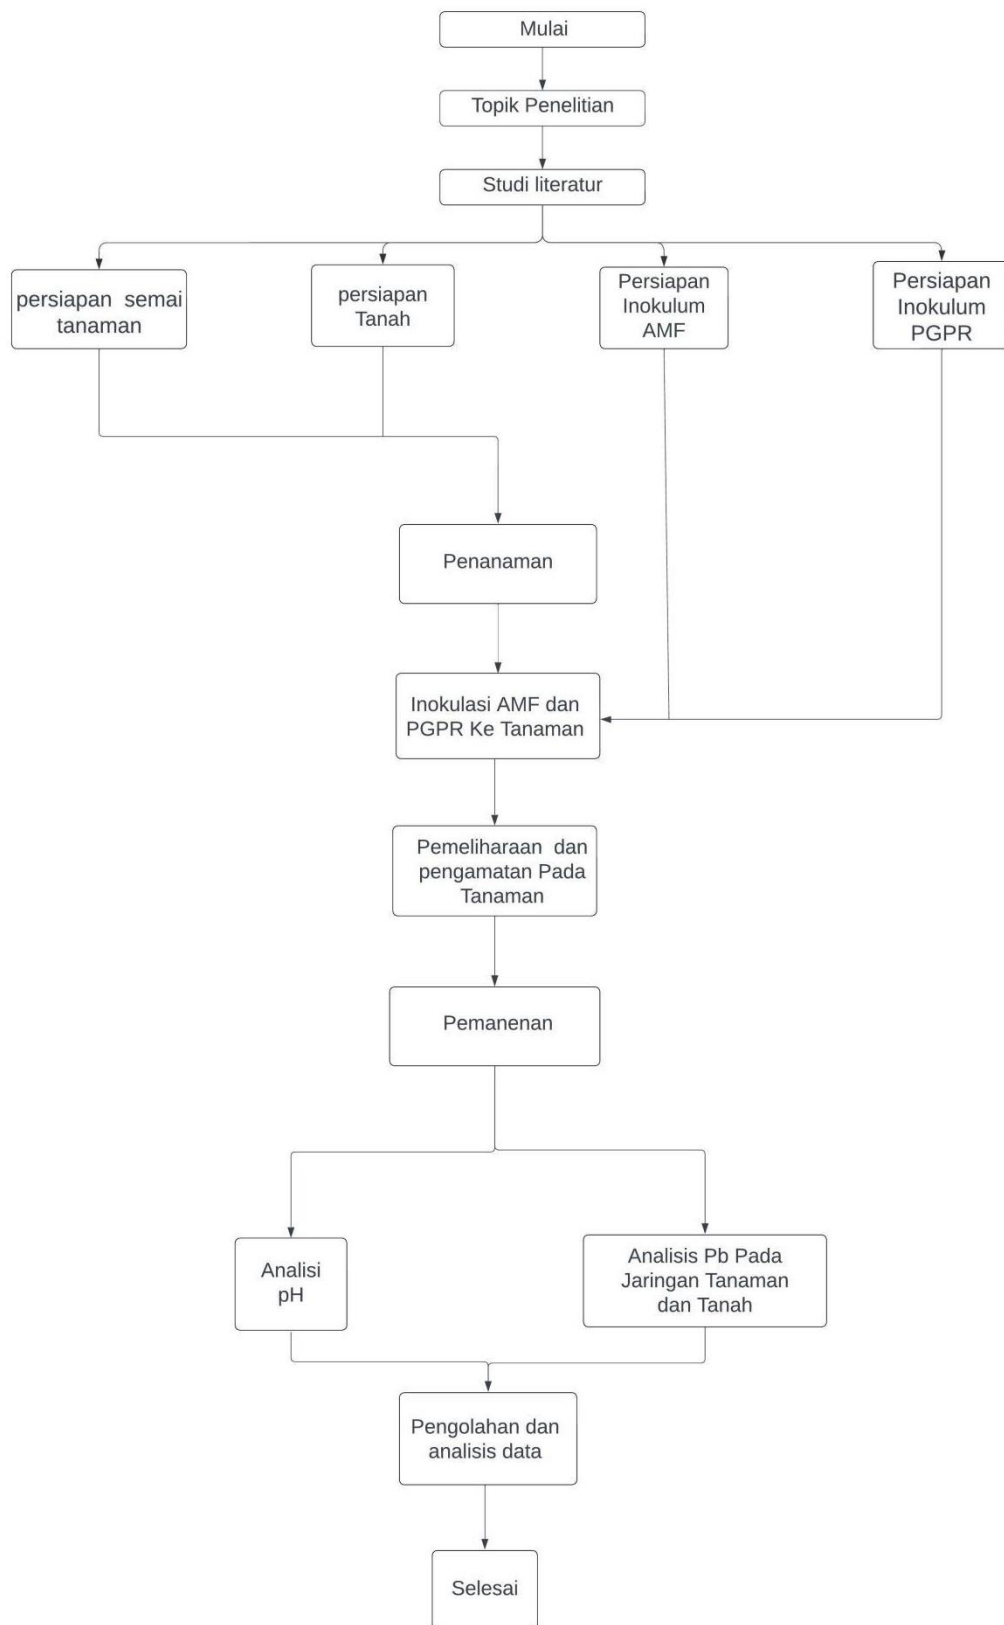 Mulai
Topik Penelitian
Studi literatur
persiapan semai
tanaman
persiapan
Tanah
Persiapan
Inokulum
AMF
Persiapan
Inokulum
PGPR
Penanaman
Inokulasi AMF dan
PGPR Ke Tanaman
Pemeliharaan dan
pengamatan Pada
Tanaman
Pemanenan
Analisi
pH
Analisis Pb Pada
Jaringan Tanaman
dan Tanah
Pengolahan dan
analisis data
Selesai